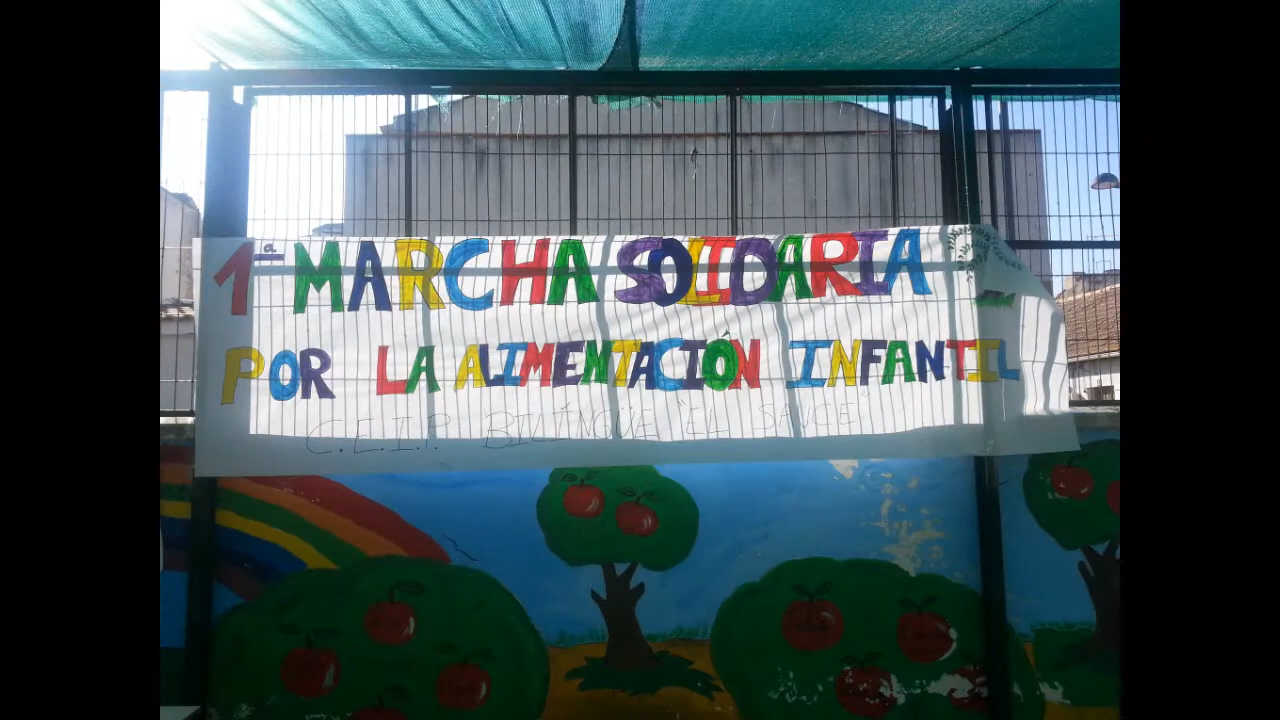 1ª MARCHA SOLIDARIA
POR LA ALIMENTACIÓN INFANTIL
C.E.I.P. BILINGÜE "EL SAUCE"